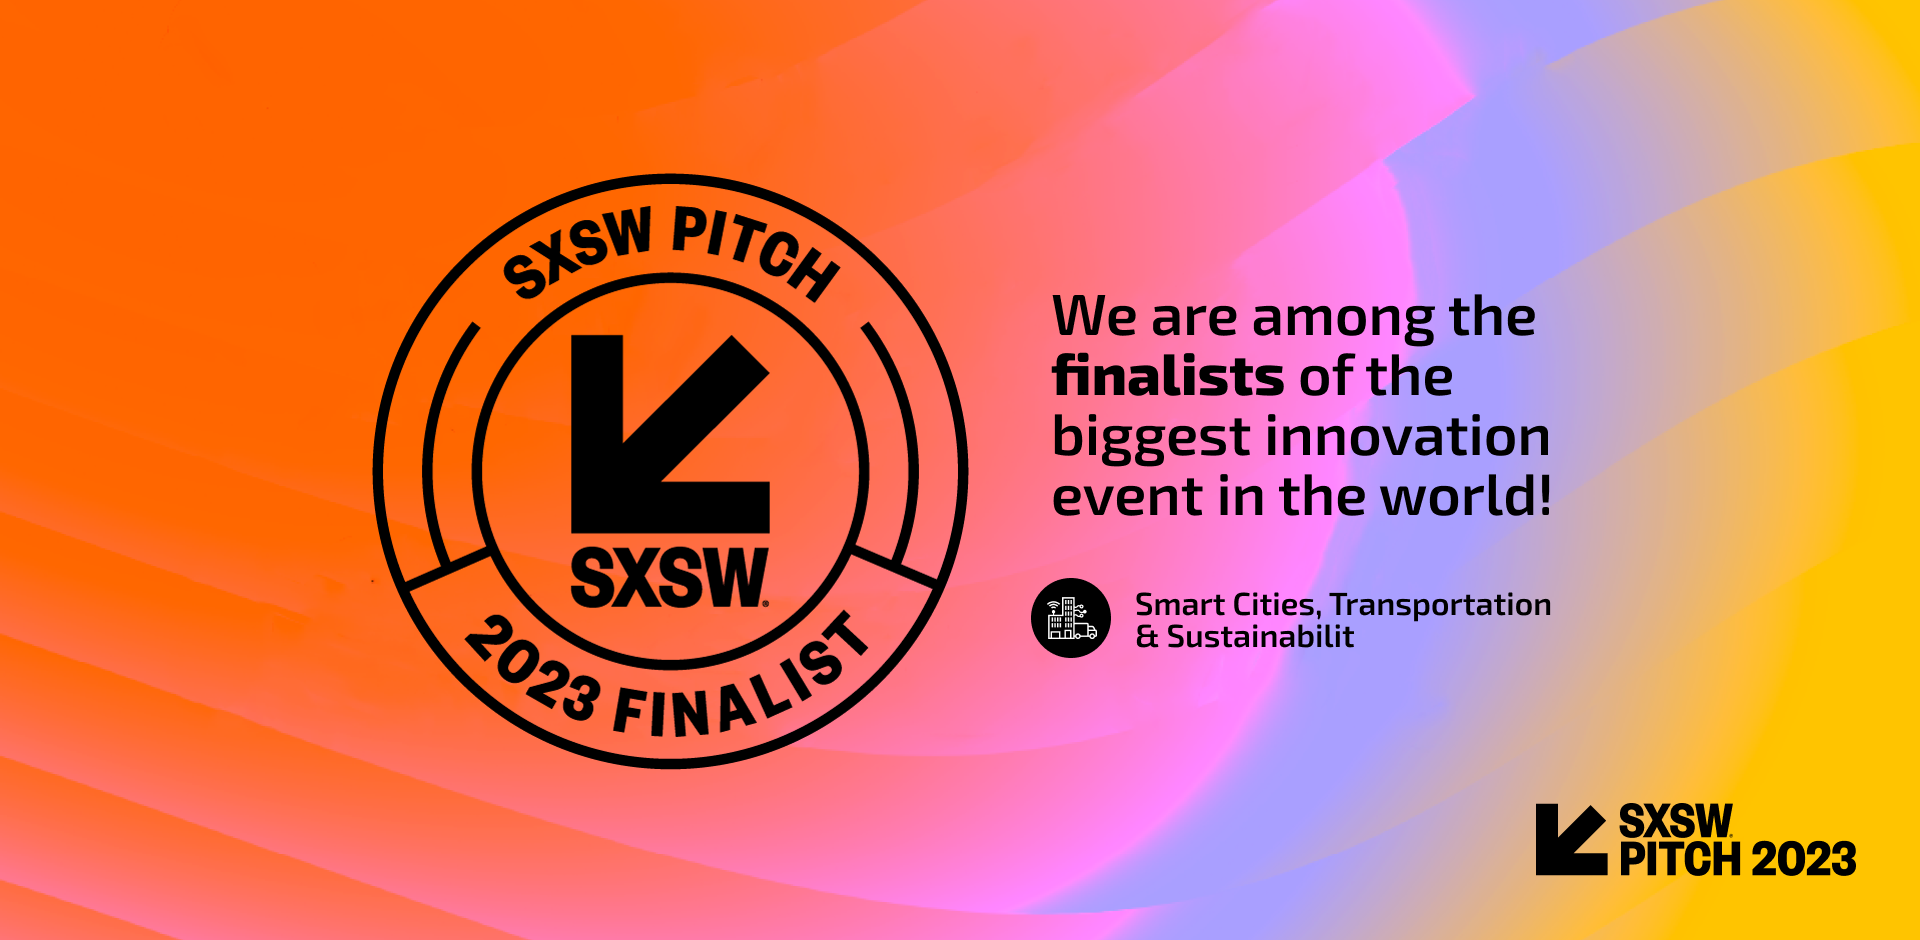 SXSW PITCH
SXSW®
2023 FINALIST
We are among the
finalists of the
biggest innovation
event in the world!
Smart Cities, Transportation
& Sustainabilit
SXSW®
PITCH 2023